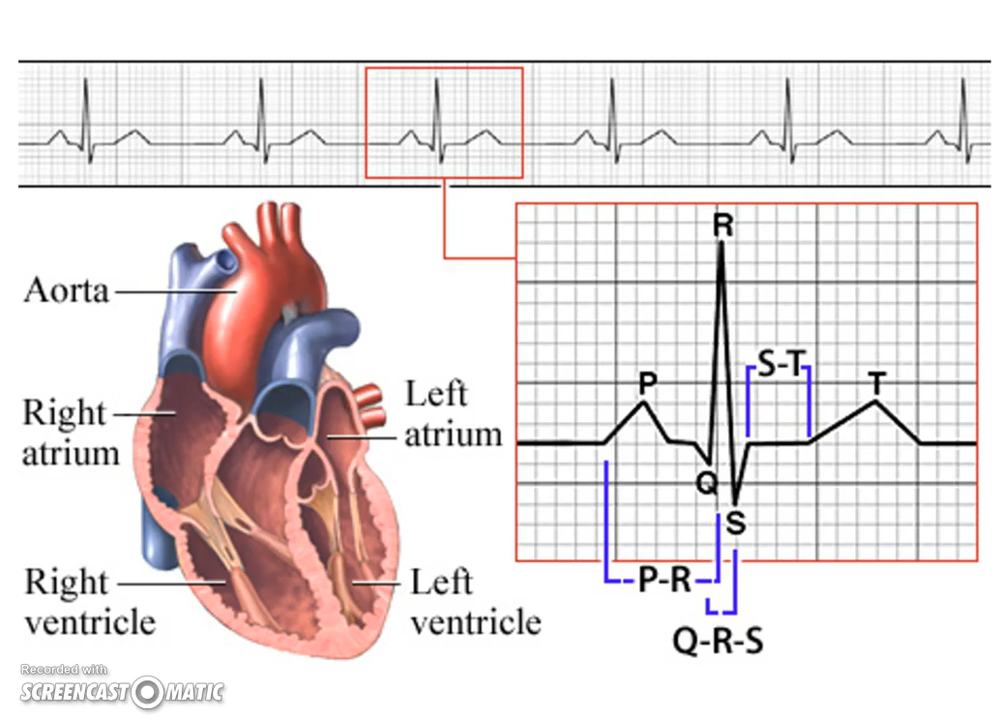 Aorta
Right
atrium
Left
atrium
Right
ventricle
Left
ventricle
R
S-T
P
T
Q
S
P-R
Q-R-S
Recorded with
SCREENCAST O MATIC